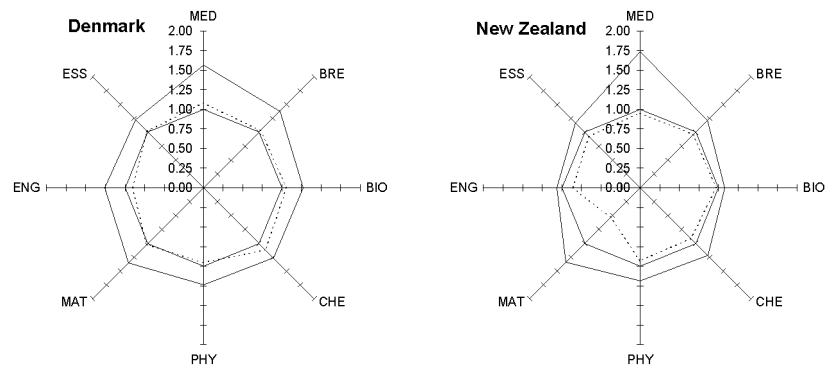 Denmark
MED
2.00
1.75
1.50
1.25
1.00
0.75
0.50
0.25
0.00
BRE
BIO
CHE
PHY
MAT
ENG
ESS
New Zealand
MED
2.00
1.75
1.50
1.25
1.00
0.75
0.50
0.25
0.00
BRE
BIO
CHE
PHY
MAT
ENG
ESS